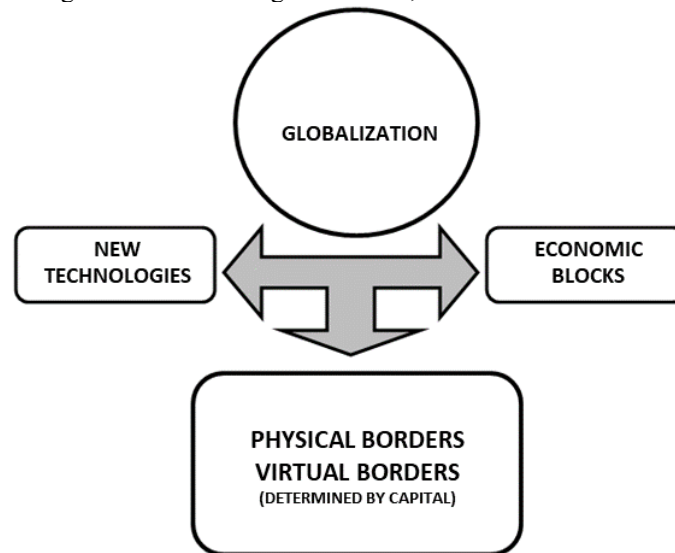 GLOBALIZATION
NEW
TECHNOLOGIES
ECONOMIC
BLOCKS
PHYSICAL BORDERS
VIRTUAL BORDERS
(DETERMINED BY CAPITAL)